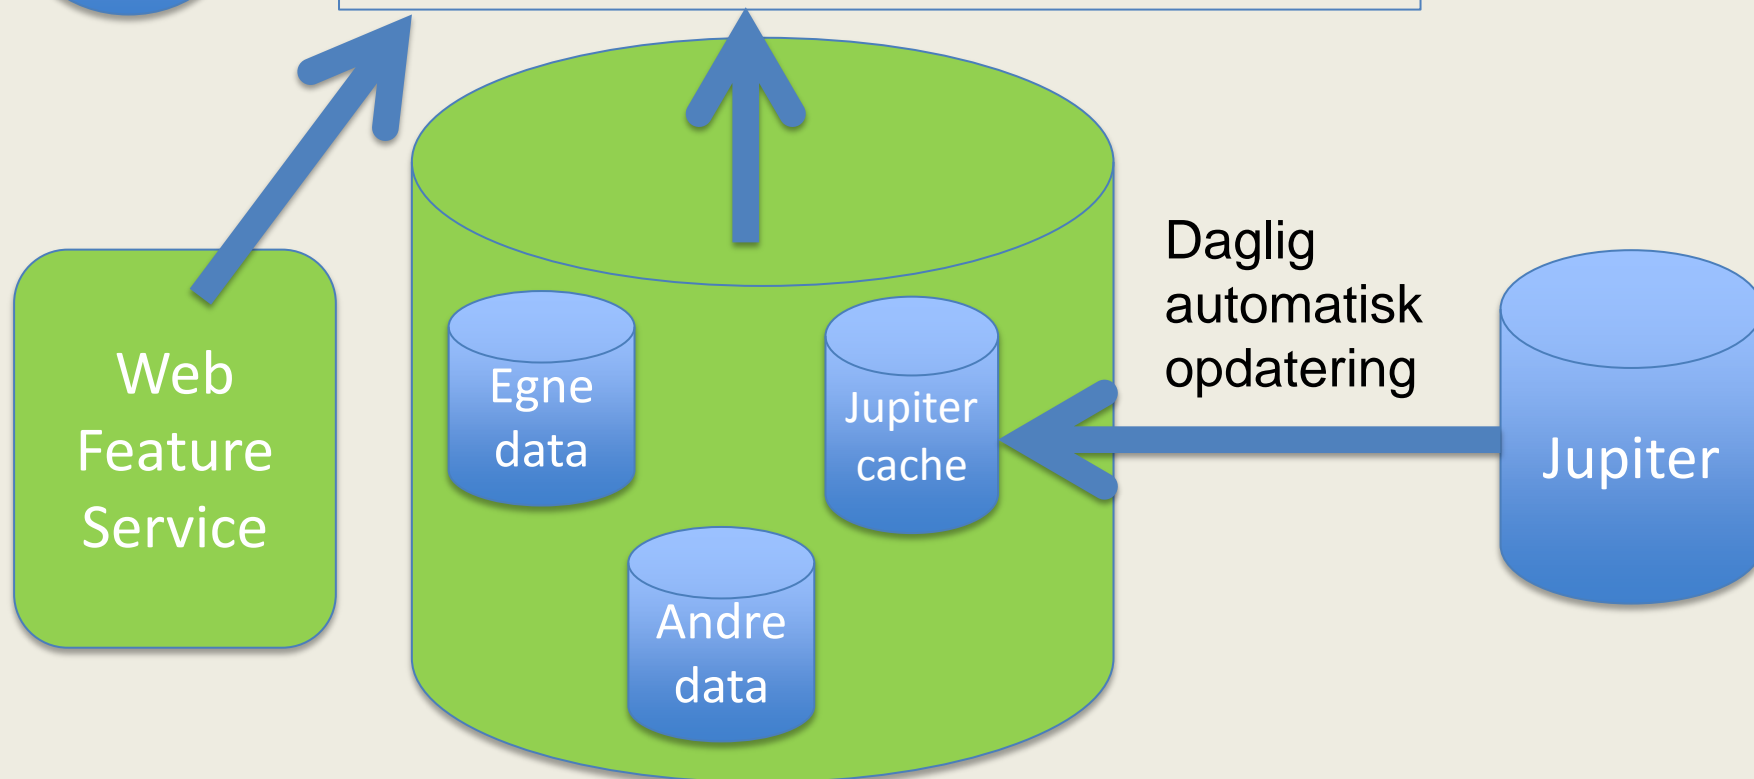 Web
Feature
Service
Egne
data
Jupiter
cache
Andre
data
Daglig
automatisk
opdatering
Jupiter